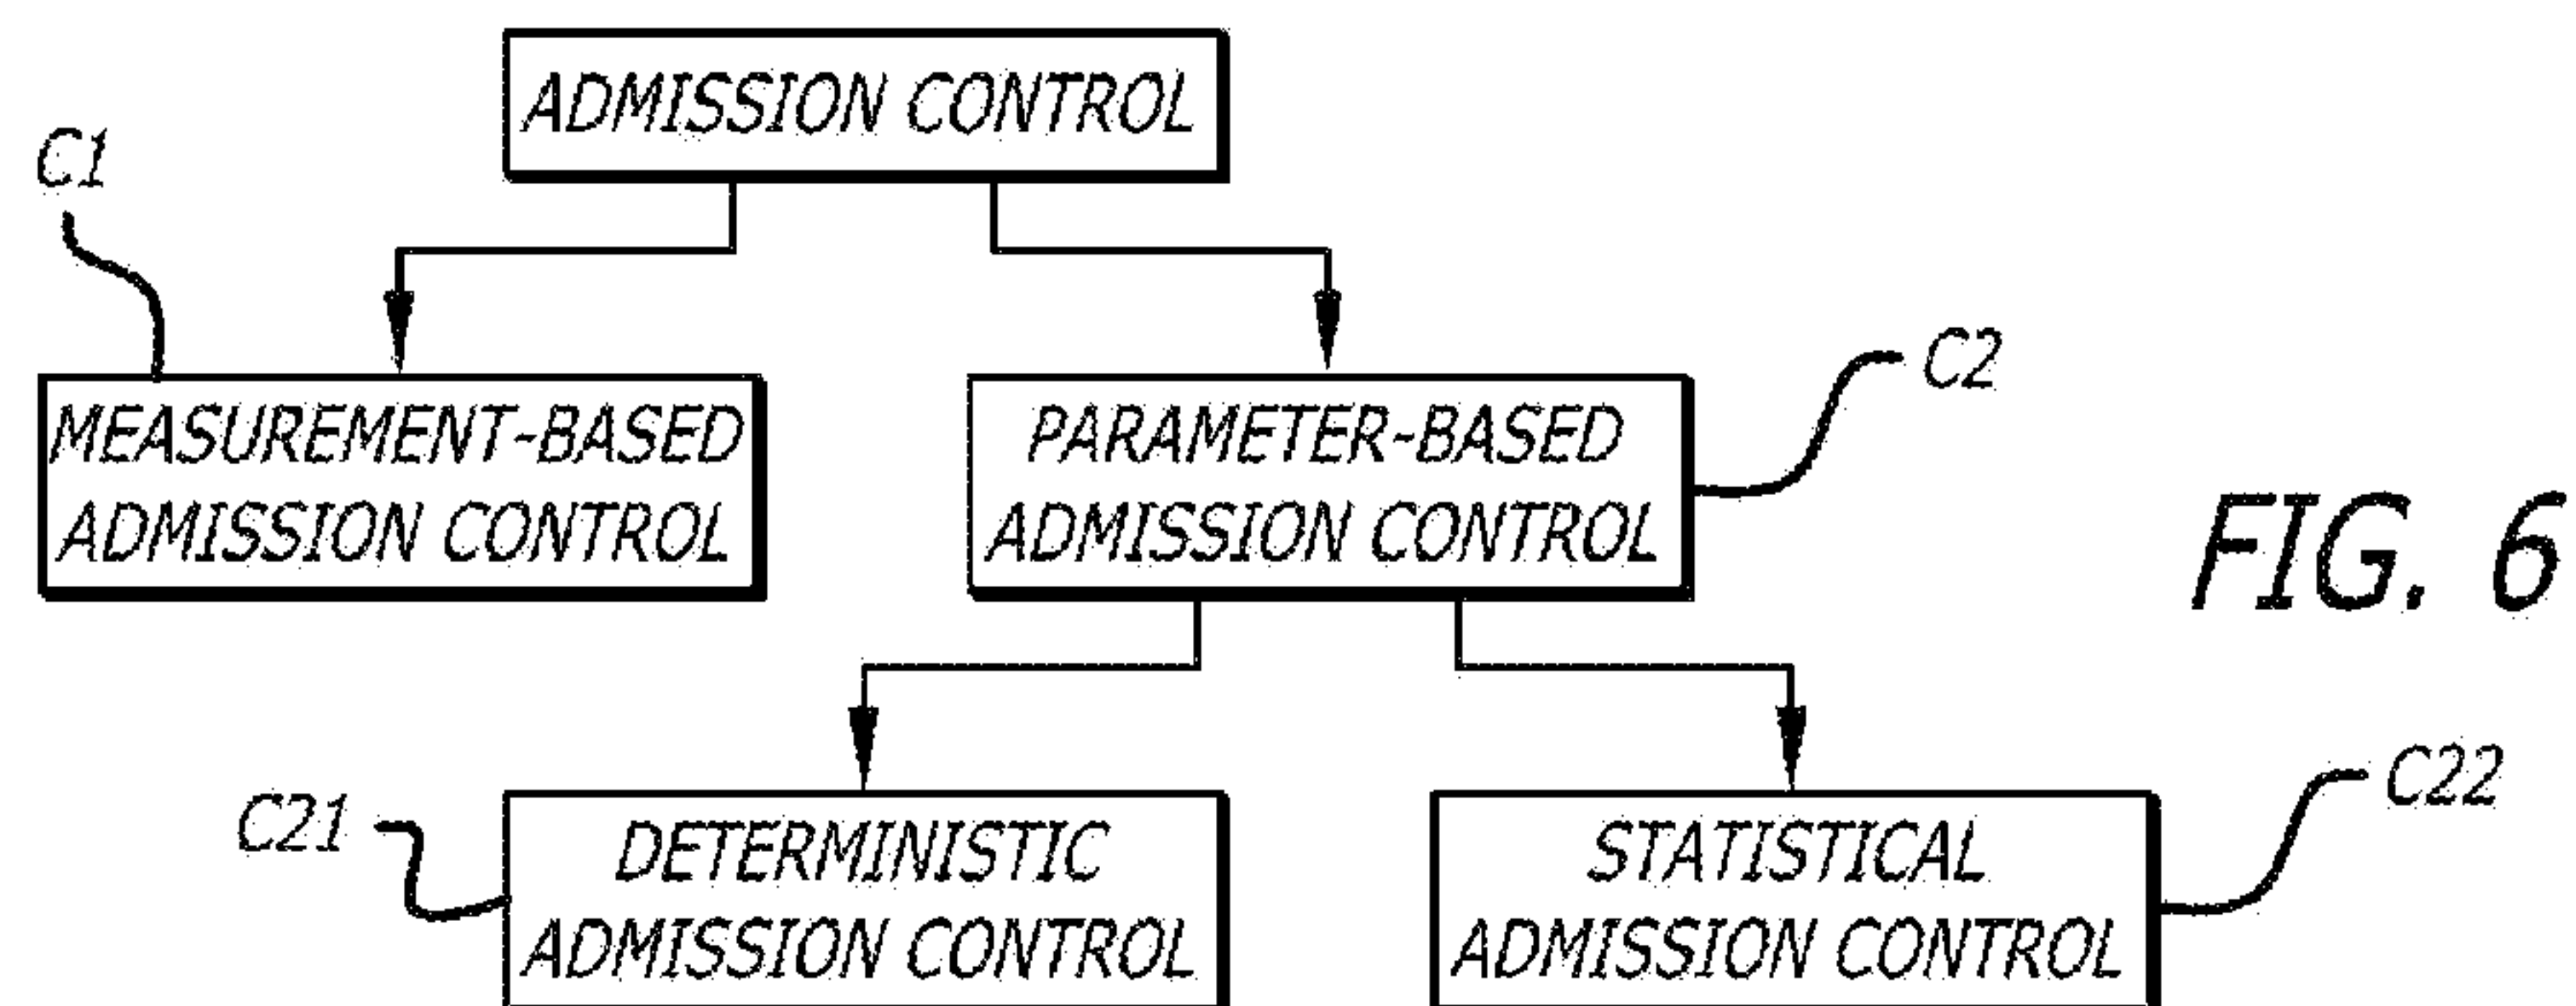 ADMISSION CONTROL
C1
C2
MEASUREMENT-BASED
ADMISSION CONTROL
PARAMETER-BASED
ADMISSION CONTROL
FIG. 6
C21
C22
DETERMINISTIC
ADMISSION CONTROL
STATISTICAL
ADMISSION CONTROL